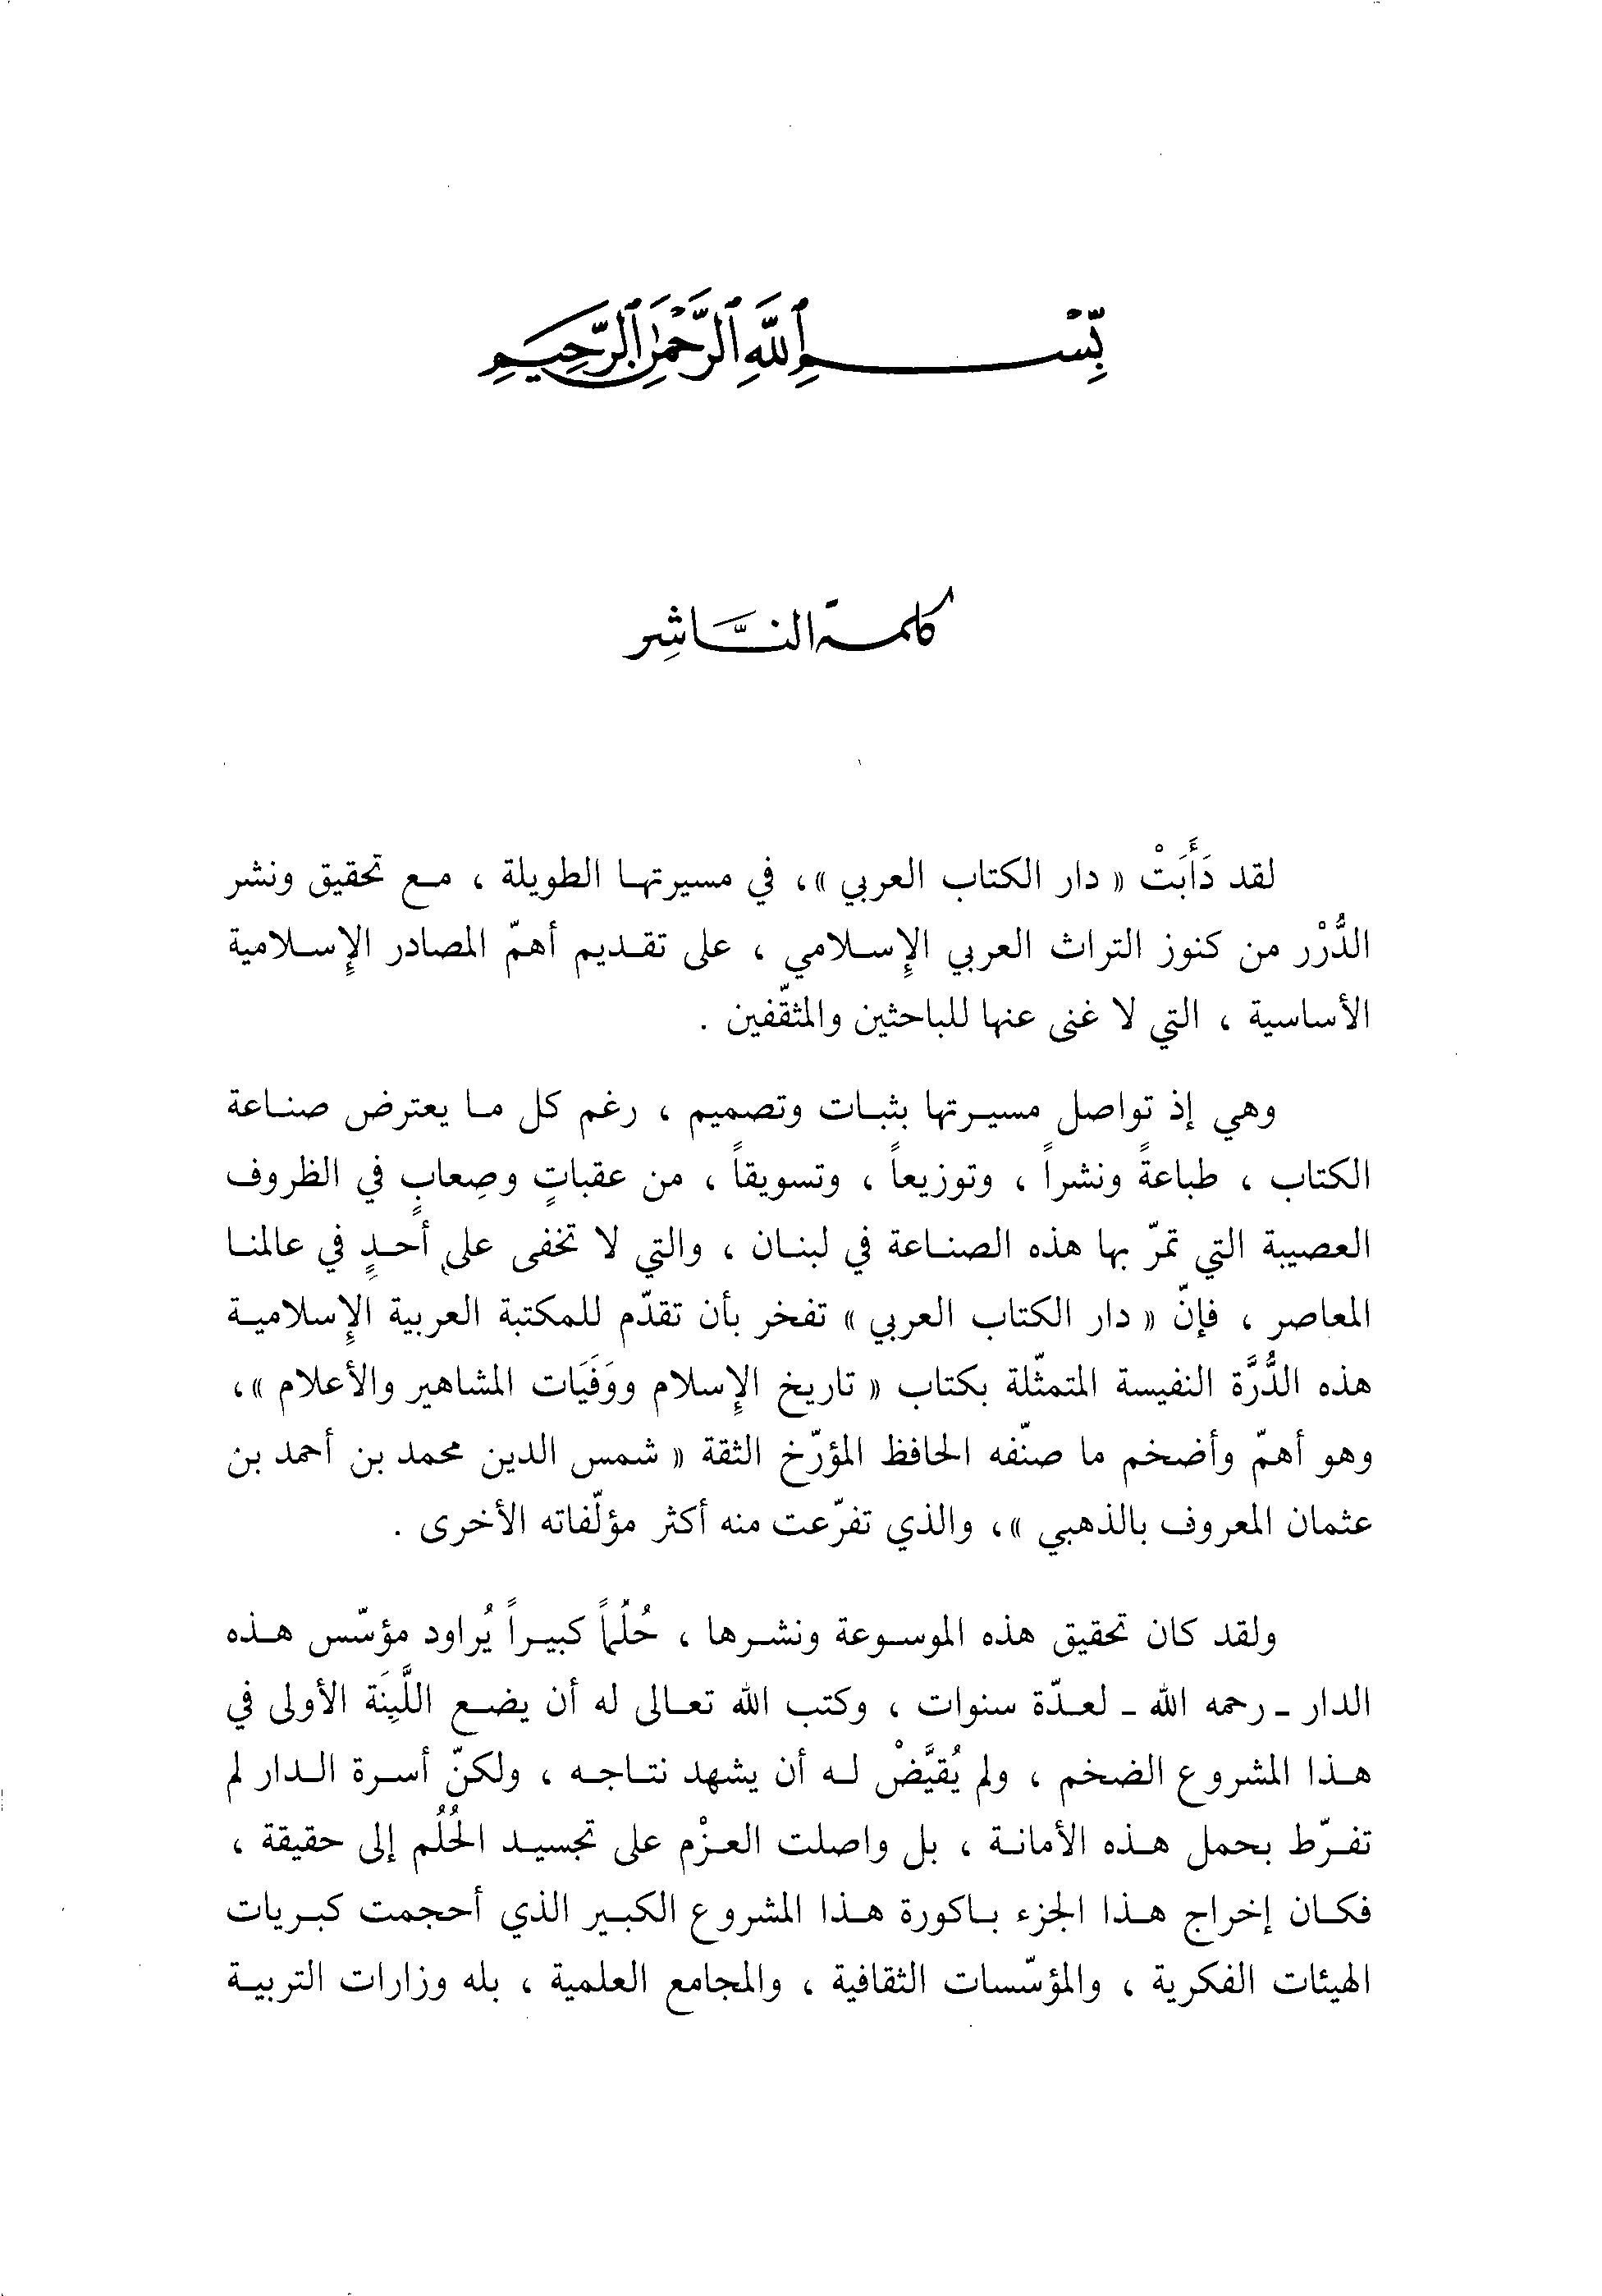 بِّسْمِ ٱللَّهِ ٱلرَّحْمَٰنِ ٱلرَّحِيمِ
كلمة النَّاشِر
لقد دَأَبَتْ « دار الكتاب العربي »، في مسيرتها الطويلة ، مع تحقيق ونشر
الدُّرْر من كنوز التراث العربي الإسلامي ، على تقديم أهمّ المصادر الإسلامية
الأساسية ، التي لا غنى عنها للباحثين والمثقّفين .
وهي إذ تواصل مسيرتها بثبات وتصميم ، رغم كل ما يعترض صناعة
الكتاب ، طباعةً ونشراً ، وتوزيعاً ، وتسويقاً ، من عقباتٍ وصِعابٍ في الظروف
العصيبة التي تمرّ بها هذه الصناعة في لبنان ، والتي لا تخفى على أحدٍ في عالمنا
المعاصر ، فإنّ « دار الكتاب العربي » تفخر بأن تقدّم للمكتبة العربية الإسلامية
هذه الدُّرَّة النفيسة المتمثّلة بكتاب « تاريخ الإسلام ووَفَيَات المشاهير والأعلام »،
وهو أهمّ وأضخم ما صنّفه الحافظ المؤرّخ الثقة « شمس الدين محمد بن أحمد بن
عثمان المعروف بالذهبي »، والذي تفرّعت منه أكثر مؤلّفاته الأخرى .
ولقد كان تحقيق هذه الموسوعة ونشرها ، حُلُماً كبيراً يُراود مؤسّس هذه
الدار ـ رحمه الله ـ لعدّة سنوات ، وكتب الله تعالى له أن يضع اللَّبِنَة الأولى في
هذا المشروع الضخم ، ولم يُقيَّضْ له أن يشهد نتاجه ، ولكنّ أسرة الدار لم
تفرّط بحمل هذه الأمانة ، بل واصلت العزْم على تجسيد الحُلُم إلى حقيقة ،
فكان إخراج هذا الجزء باكورة هذا المشروع الكبير الذي أحجمت كبريات
الهيئات الفكرية ، والمؤسّسات الثقافية ، والمجامع العلمية ، بله وزارات التربية